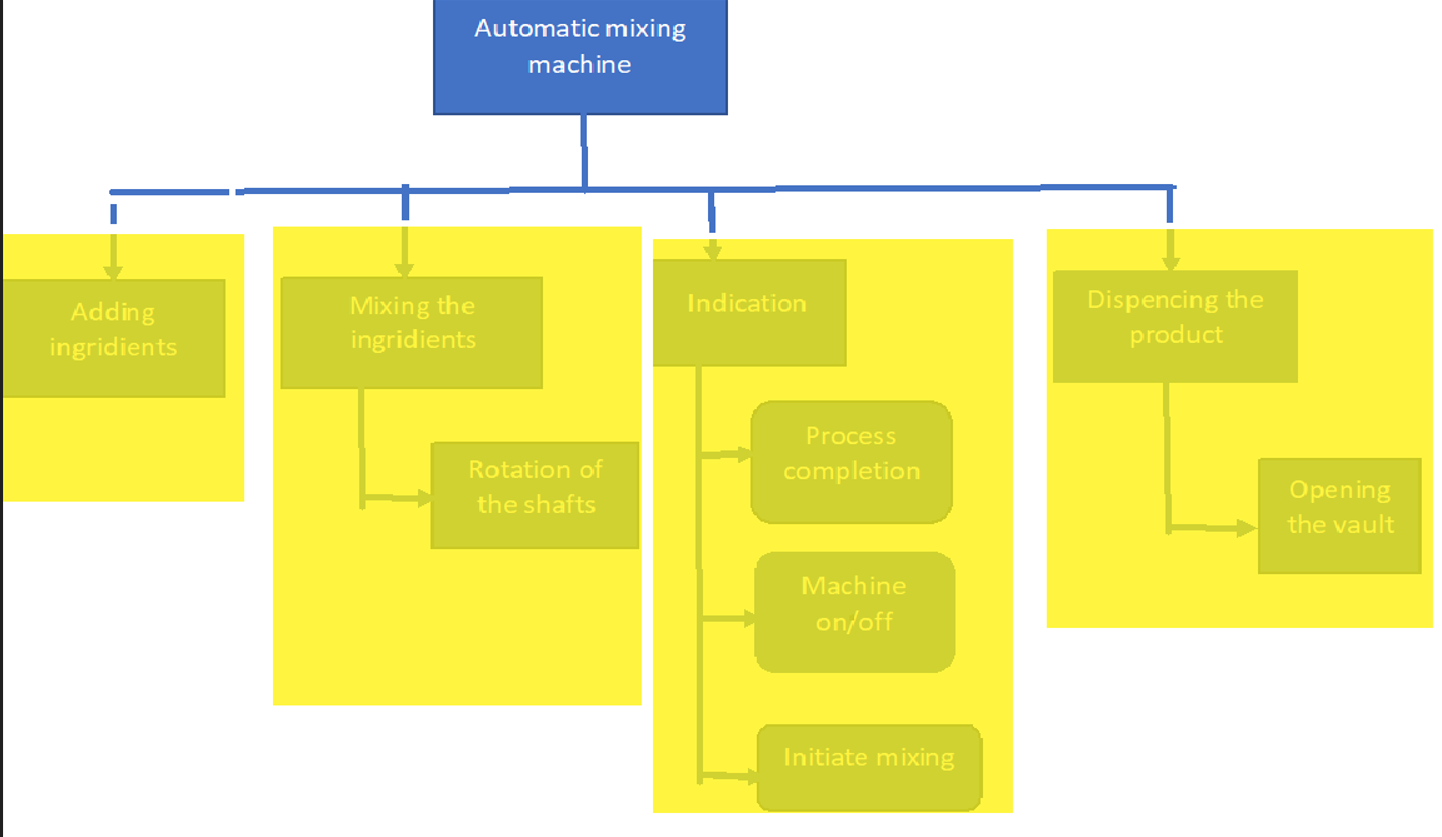 Automatic mixing
machine
Adding
ingridients
Mixing the
ingridients
Rotation of
the shafts
Indication
Process
completion
Machine
on/off
Initiate mixing
Dispencing the
product
Opening
the vault